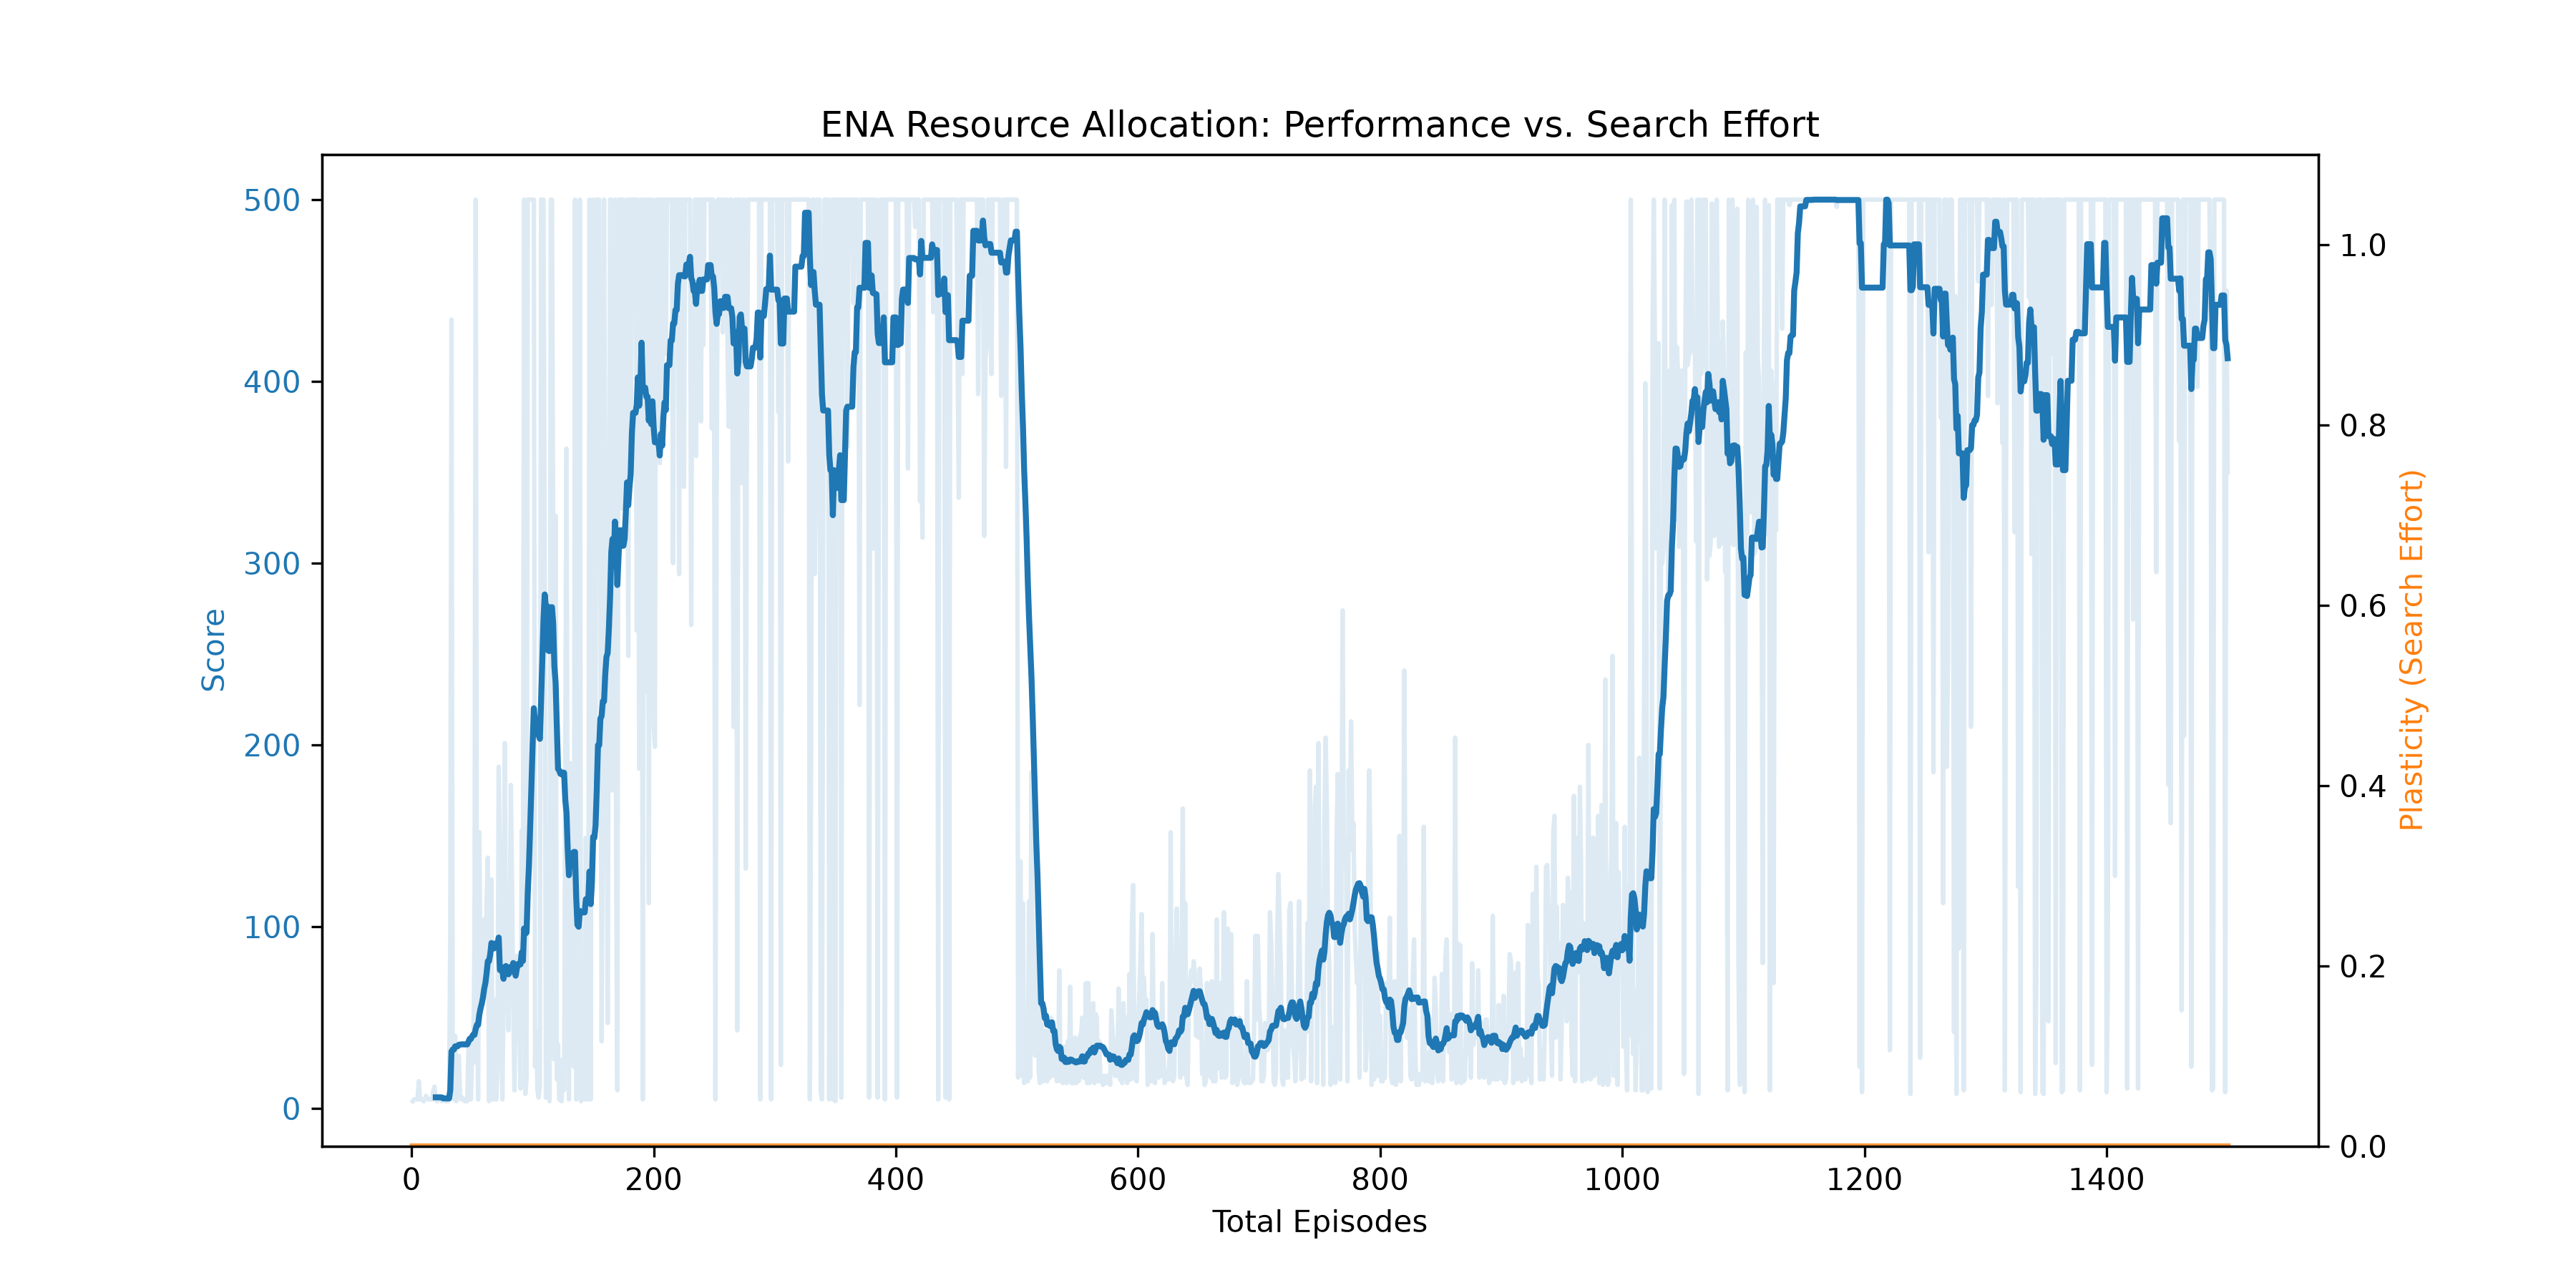 ENA Resource Allocation: Performance vs. Search Effort
500
400
300
200
100
0
Score
1.0
0.8
0.6
0.4
0.2
0.0
Plasticity (Search Effort)
0 200 400 600 800 1000 1200 1400
Total Episodes